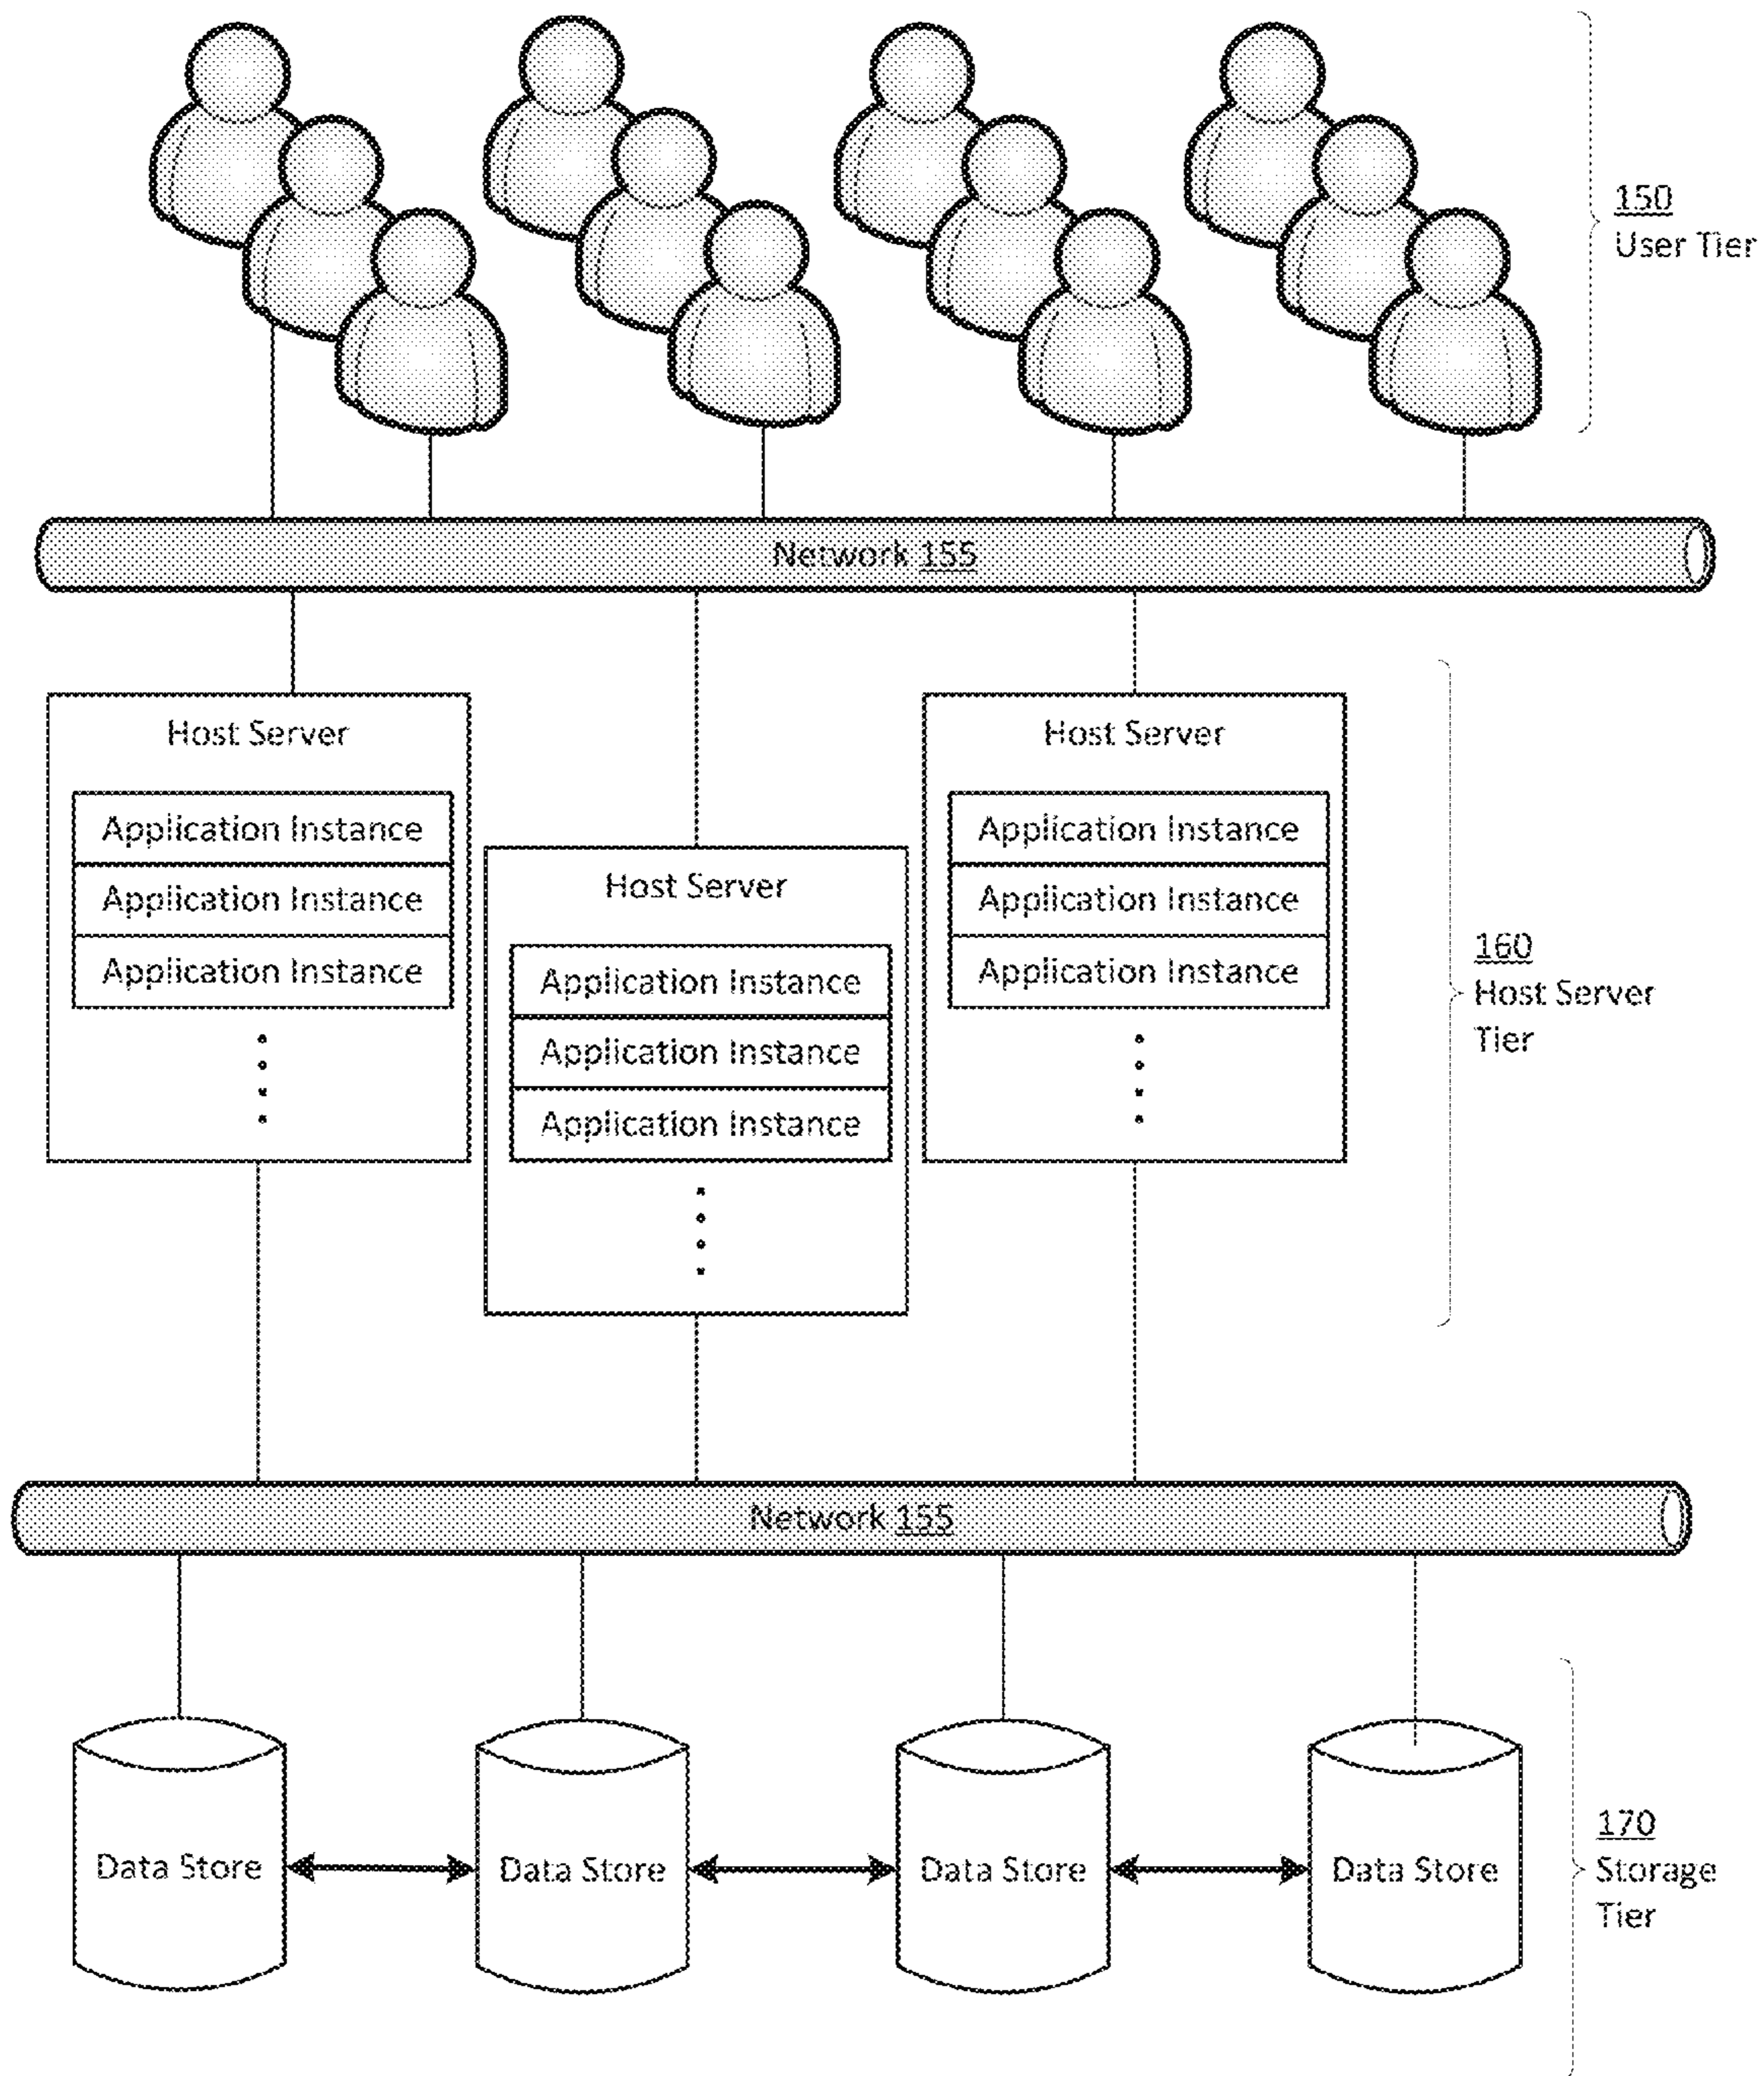 150
User Tier
Network 155
Host Server
Application Instance
Application Instance
Application Instance
Host Server
Application Instance
Application Instance
Application Instance
Host Server
Application Instance
Application Instance
Application Instance
160
Host Server
Tier
Network 155
Data Store
Data Store
Data Store
Data Store
170
Storage
Tier